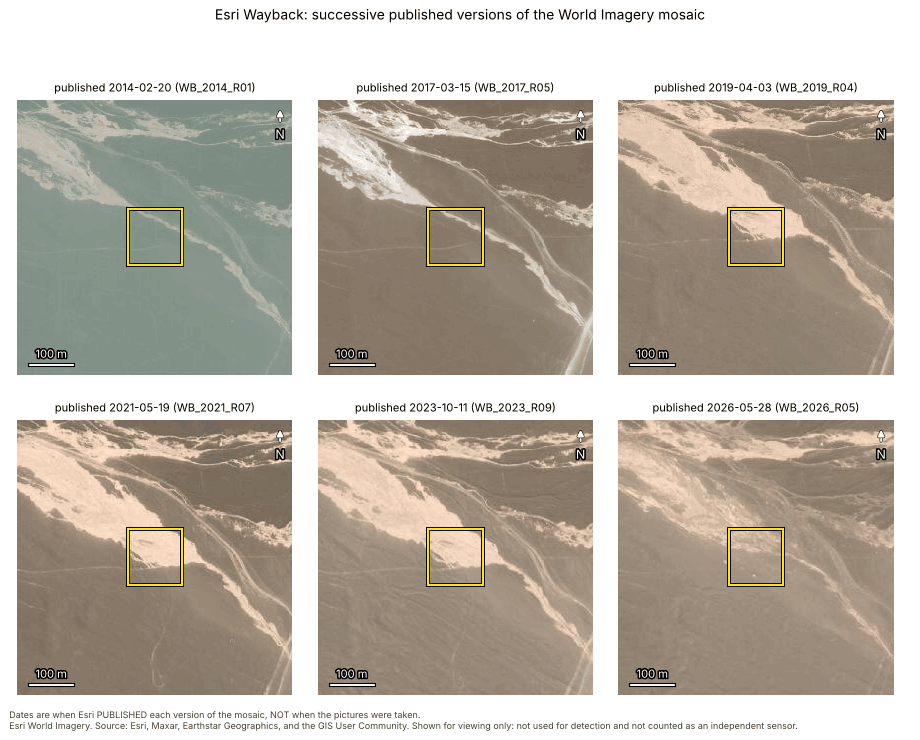 Esri Wayback: successive published versions of the World Imagery mosaic
published 2014-02-20 (WB_2014_R01)
published 2017-03-15 (WB_2017_R05)
published 2019-04-03 (WB_2019_R04)
N
N
N
100 m
100 m
100 m
published 2021-05-19 (WB_2021_R07)
published 2023-10-11 (WB_2023_R09)
published 2026-05-28 (WB_2026_R05)
N
N
N
100 m
100 m
100 m
Dates are when Esri PUBLISHED each version of the mosaic, NOT when the pictures were taken.
Esri World Imagery. Source: Esri, Maxar, Earthstar Geographics, and the GIS User Community. Shown for viewing only: not used for detection and not counted as an independent sensor.